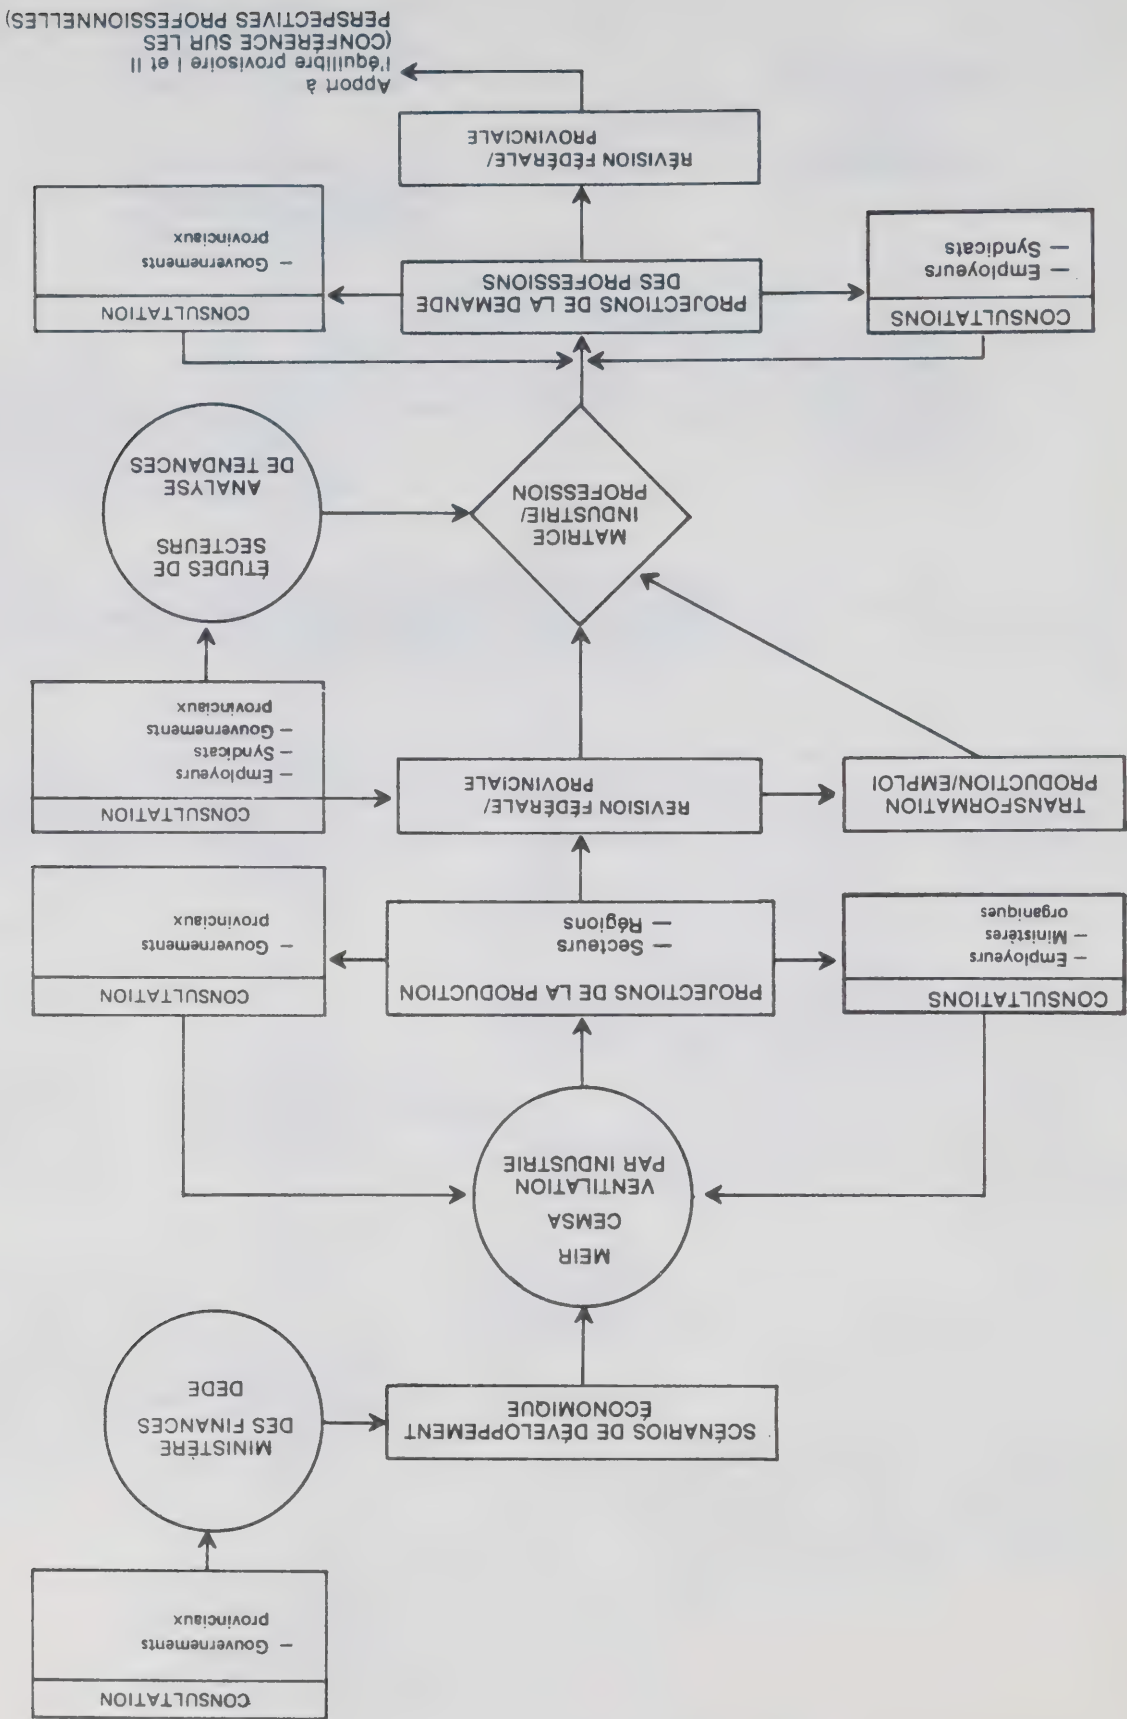 CONSULTATION
– Gouvernements
provinciaux
SCÉNARIOS DE DÉVELOPPEMENT
ÉCONOMIQUE
MINISTÈRE
DES FINANCES
DEDE
MEIR
CEMSA
VENTILATION
PAR INDUSTRIE
CONSULTATIONS
– Employeurs
– Ministères
organiques
PROJECTIONS DE LA PRODUCTION
– Secteurs
– Régions
CONSULTATION
– Gouvernements
provinciaux
TRANSFORMATION
PRODUCTION/EMPLOI
RÉVISION FÉDÉRALE/
PROVINCIALE
CONSULTATION
– Employeurs
– Syndicats
– Gouvernements
provinciaux
MATRICE
INDUSTRIE/
PROFESSION
ÉTUDES DE
SECTEURS
ANALYSE
DE TENDANCES
CONSULTATIONS
– Employeurs
– Syndicats
PROJECTIONS DE LA DEMANDE
DES PROFESSIONS
CONSULTATION
– Gouvernements
provinciaux
RÉVISION FÉDÉRALE/
PROVINCIALE
Apport à
l'équilibre provisoire I et II
(CONFÉRENCE SUR LES
PERSPECTIVES PROFESSIONNELLES)